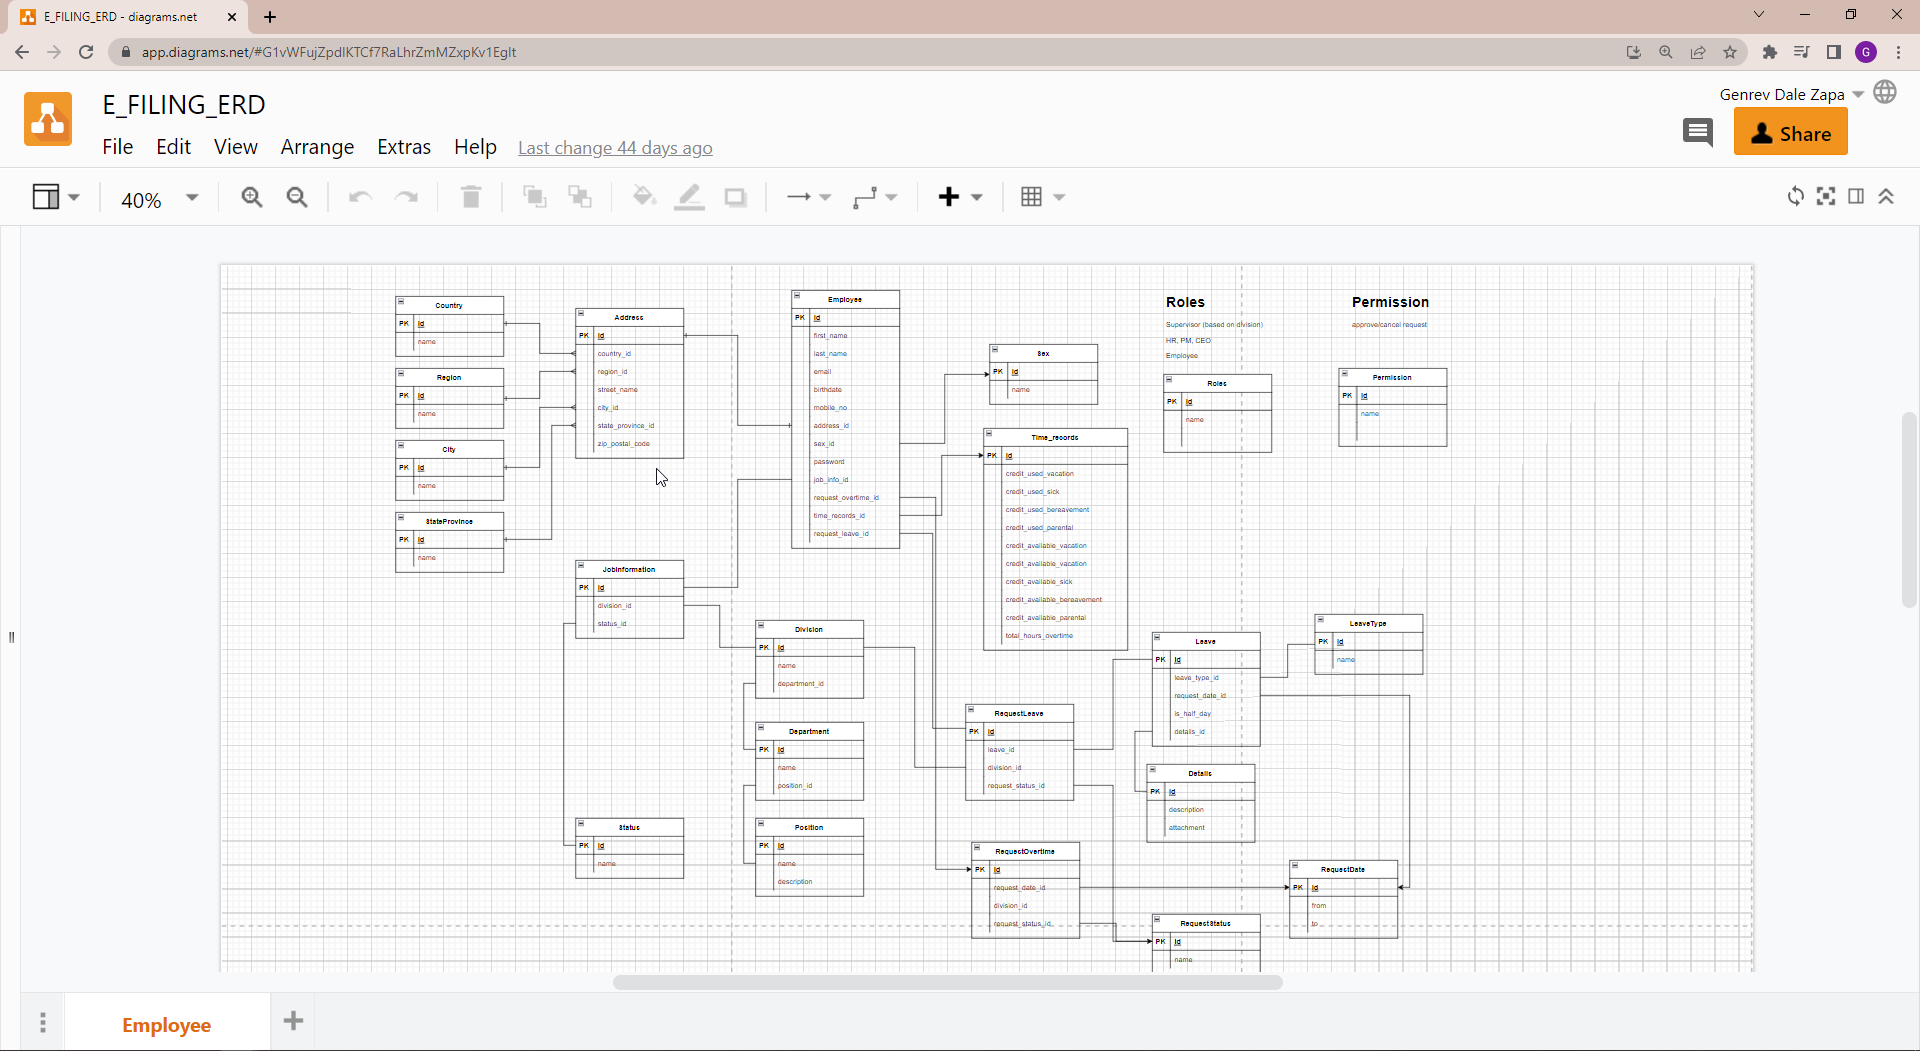 E_FILING_ERD - diagrams.net
app.diagrams.net/#G1vWFujZpdIKTCf7RaLhrZmMZxpKv1EgIt
G
E_FILING_ERD
Genrev Dale Zapa
File Edit View Arrange Extras Help Last change 44 days ago
Share
40%
Country
PK id
name
Region
PK id
name
City
PK id
name
StateProvince
PK id
name
Address
PK id
country_id
region_id
street_name
city_id
state_province_id
zip_postal_code
JobInformation
PK id
division_id
status_id
Status
PK id
name
Employee
PK id
first_name
last_name
email
birthdate
mobile_no
address_id
sex_id
password
job_info_id
request_overtime_id
time_records_id
request_leave_id
Division
PK id
name
department_id
Department
PK id
name
position_id
Position
PK id
name
description
Sex
PK id
name
Time_records
PK id
credit_used_vacation
credit_used_sick
credit_used_bereavement
credit_used_parental
credit_available_vacation
credit_available_vacation
credit_available_sick
credit_available_bereavement
credit_available_parental
total_hours_overtime
RequestLeave
PK id
leave_id
division_id
request_status_id
RequestOvertime
PK id
request_date_id
division_id
request_status_id
Roles
Supervisor (based on division)
HR, PM, CEO
Employee
Roles
PK id
name
Permission
approve/cancel request
Permission
PK id
name
Leave
PK id
leave_type_id
request_date_id
is_half_day
details_id
LeaveType
PK id
name
Details
PK id
description
attachment
RequestDate
PK id
from
to
RequestStatus
PK id
name
Employee